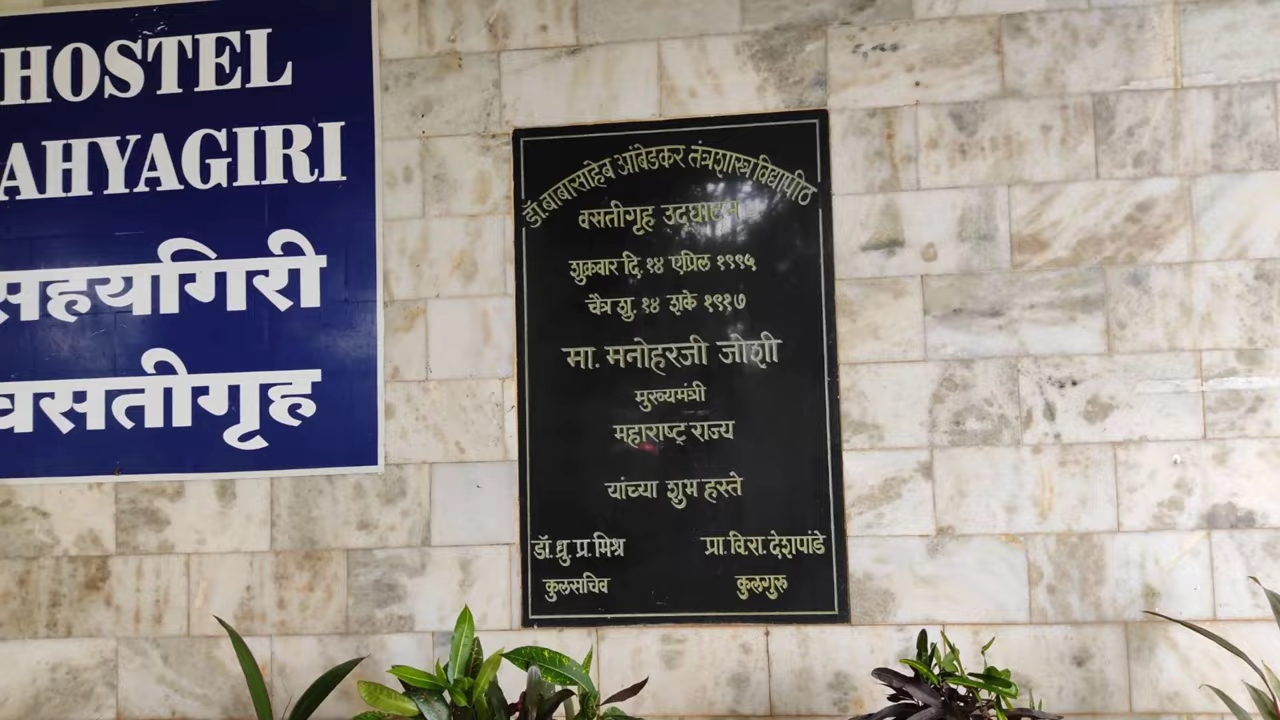 HOSTEL
AHYAGIRI
सहयगिरी
वसतीगृह
डॉ. बाबासाहेब आंबेडकर तंत्रशास्त्र विद्यापीठ
वसतीगृह उद्घाटन
शुक्रवार दि. १४ एप्रिल १९९५
चैत्र शु. १४ शके १९१७
मा. मनोहरजी जोशी
मुख्यमंत्री
महाराष्ट्र राज्य
यांच्या शुभ हस्ते
डॉ. ध्रु. प्र. मिश्र
कुलसचिव
प्रा. वि. रा. देशपांडे
कुलगुरू